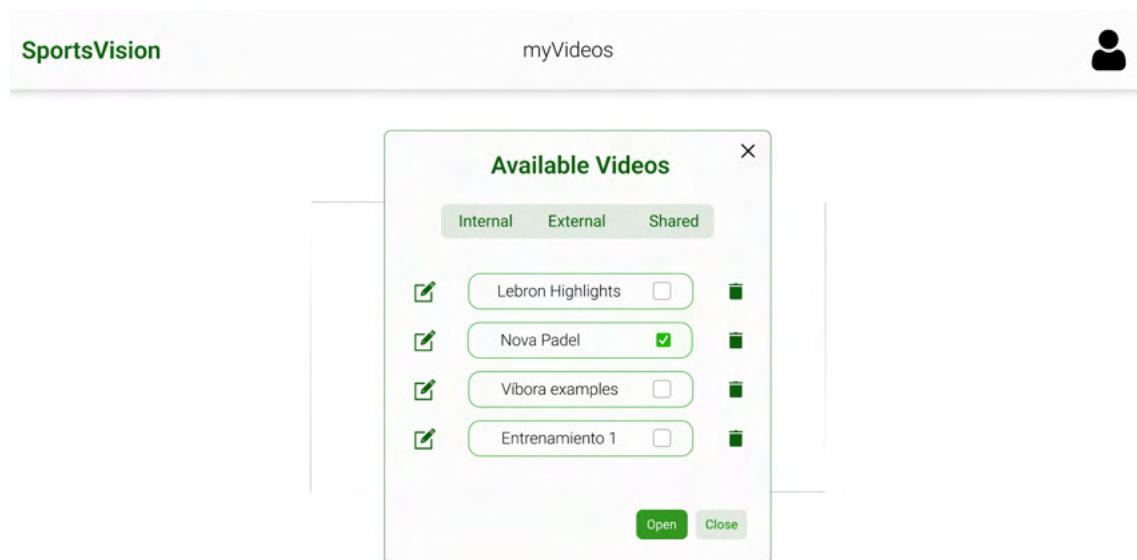 SportsVision
myVideos
Available Videos
Internal External Shared
Lebron Highlights
Nova Padel
Víbora examples
Entrenamiento 1
Open Close